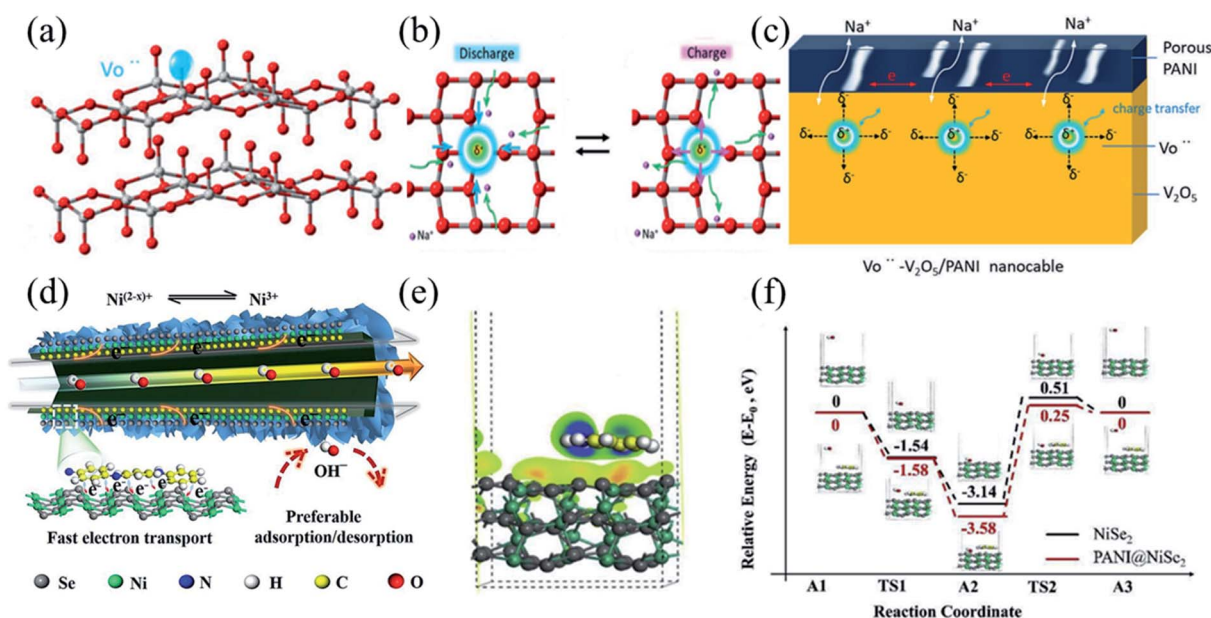 (a)
Vo ··
(b)
Discharge
Charge
δ+
δ+
Na+
Na+
(c)
Na+ Na+ Na+
Porous
PANI
e e
charge transfer
δ- δ- δ-
δ- δ+ δ- δ- δ+ δ- δ- δ+ δ-
δ- δ- δ-
Vo ··
V2O5
Vo ·· -V2O5/PANI nanocable
(d)
Ni(2-x)+ ⇌ Ni3+
e- e- e-
e- e- e-
e- e- e- e- e-
OH−
Fast electron transport
Preferable
adsorption/desorption
Se Ni N H C O
(e)
(f)
Relative Energy (E-E0, eV)
0
0
-1.54
-1.58
-3.14
-3.58
0.51
0.25
0
0
NiSe2
PANI@NiSe2
A1 TS1 A2 TS2 A3
Reaction Coordinate